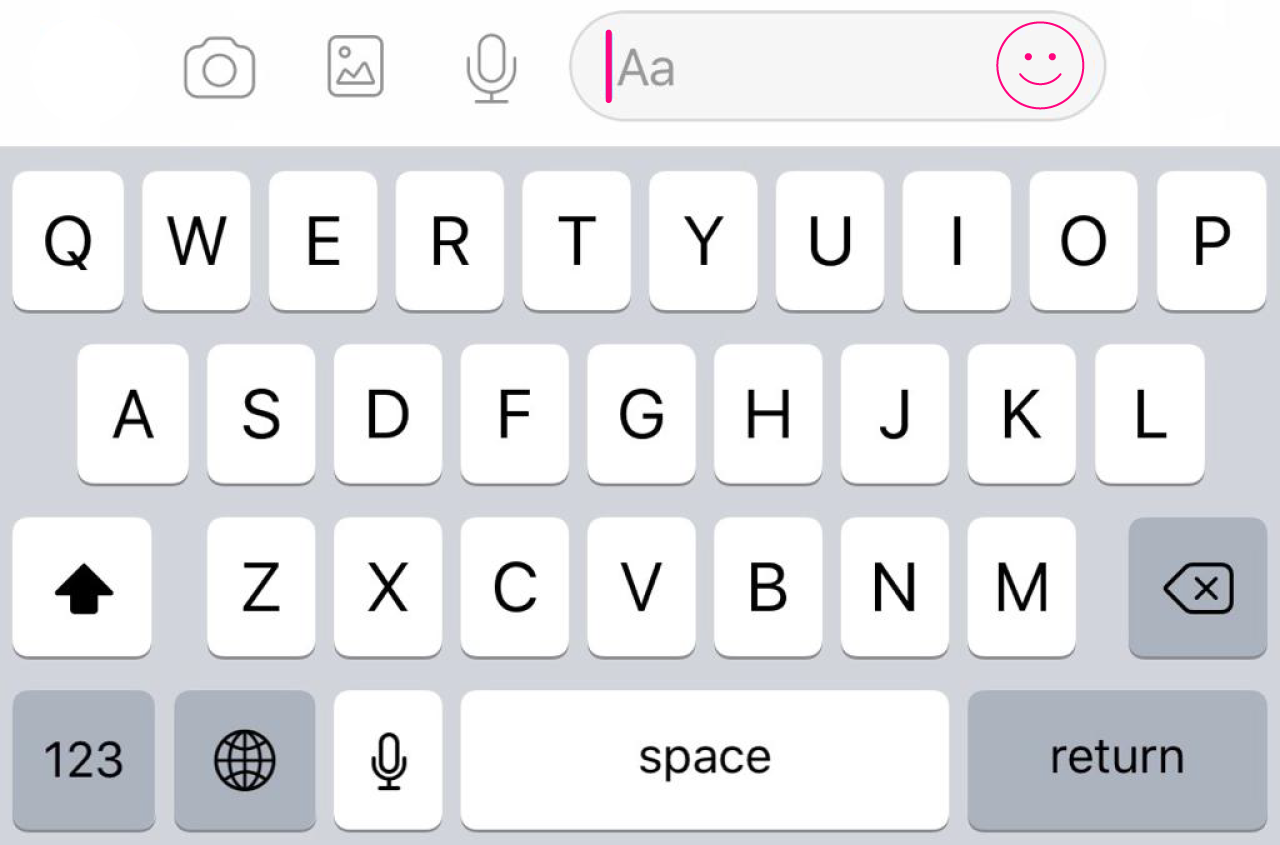 Aa
Q W E R T Y U I O P
A S D F G H J K L
Z X C V B N M
123 space return